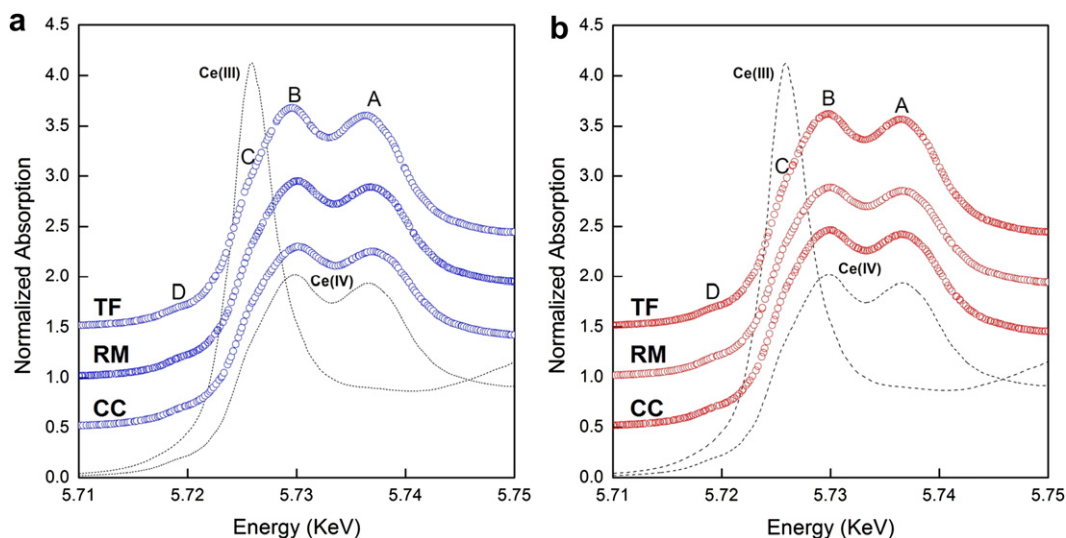 a
4.5
4.0
3.5
3.0
2.5
2.0
1.5
1.0
0.5
0.0
Normalized Absorption
Ce(III)
B
A
C
D
Ce(IV)
TF
RM
CC
5.71
5.72
5.73
5.74
5.75
Energy (KeV)
b
4.5
4.0
3.5
3.0
2.5
2.0
1.5
1.0
0.5
0.0
Normalized Absorption
Ce(III)
B
A
C
D
Ce(IV)
TF
RM
CC
5.71
5.72
5.73
5.74
5.75
Energy (KeV)